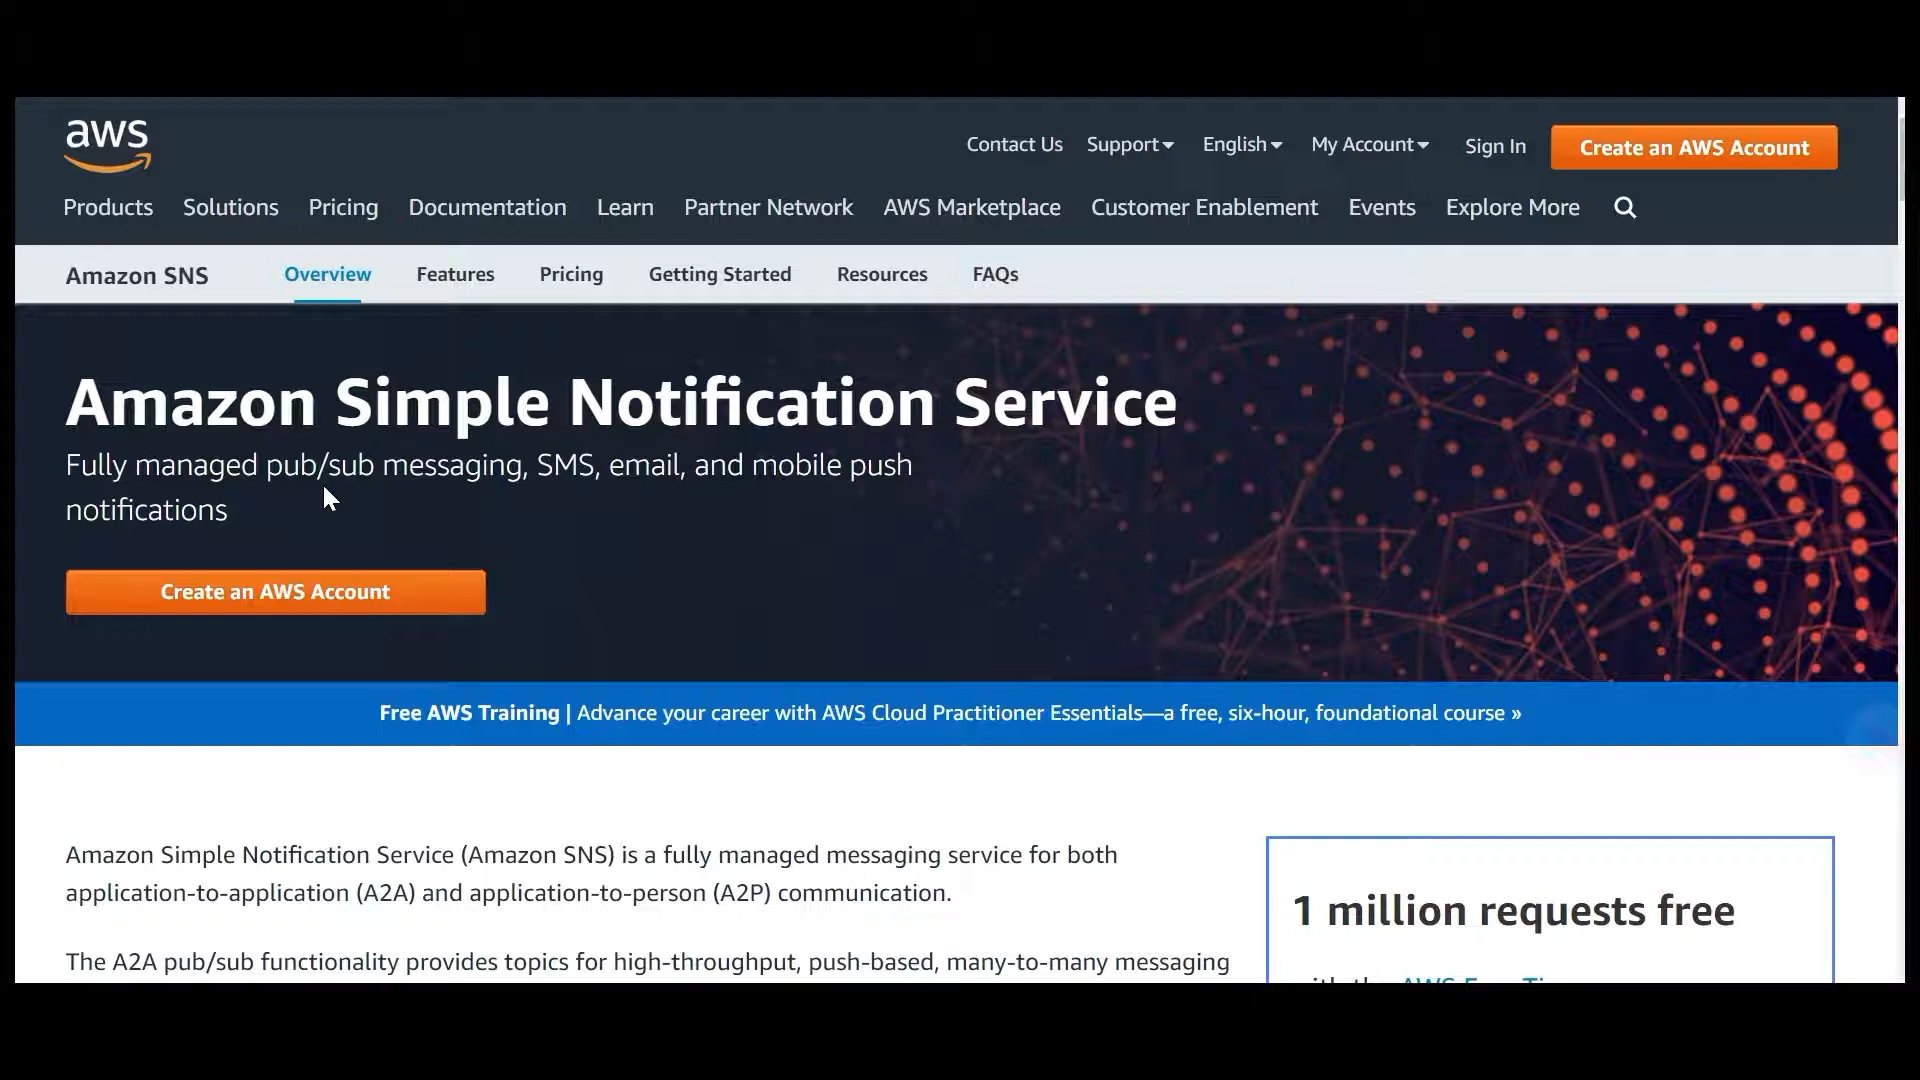 aws
Contact Us Support English My Account Sign In Create an AWS Account
Products Solutions Pricing Documentation Learn Partner Network AWS Marketplace Customer Enablement Events Explore More
Amazon SNS Overview Features Pricing Getting Started Resources FAQs
Amazon Simple Notification Service
Fully managed pub/sub messaging, SMS, email, and mobile push
notifications
Create an AWS Account
Free AWS Training | Advance your career with AWS Cloud Practitioner Essentials—a free, six-hour, foundational course »
Amazon Simple Notification Service (Amazon SNS) is a fully managed messaging service for both
application-to-application (A2A) and application-to-person (A2P) communication.
The A2A pub/sub functionality provides topics for high-throughput, push-based, many-to-many messaging
1 million requests free